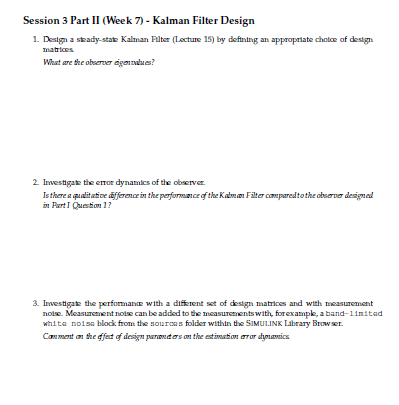 Session 3 Part II (Week 7) - Kalman Filter Design
1. Design a steady-state Kalman Filter (Lecture 15) by defining an appropriate choice of design
matrices.
What are the observer eigenvalues?
2. Investigate the error dynamics of the observer.
Is there a qualitative difference in the performance of the Kalman Filter compared to the observer designed
in Part I Question 1?
3. Investigate the performance with a different set of design matrices and with measurement
noise. Measurement noise can be added to the measurements with, for example, a band-limited
white noise block from the sources folder within the SIMULINK Library Browser.
Comment on the effect of design parameters on the estimation error dynamics.